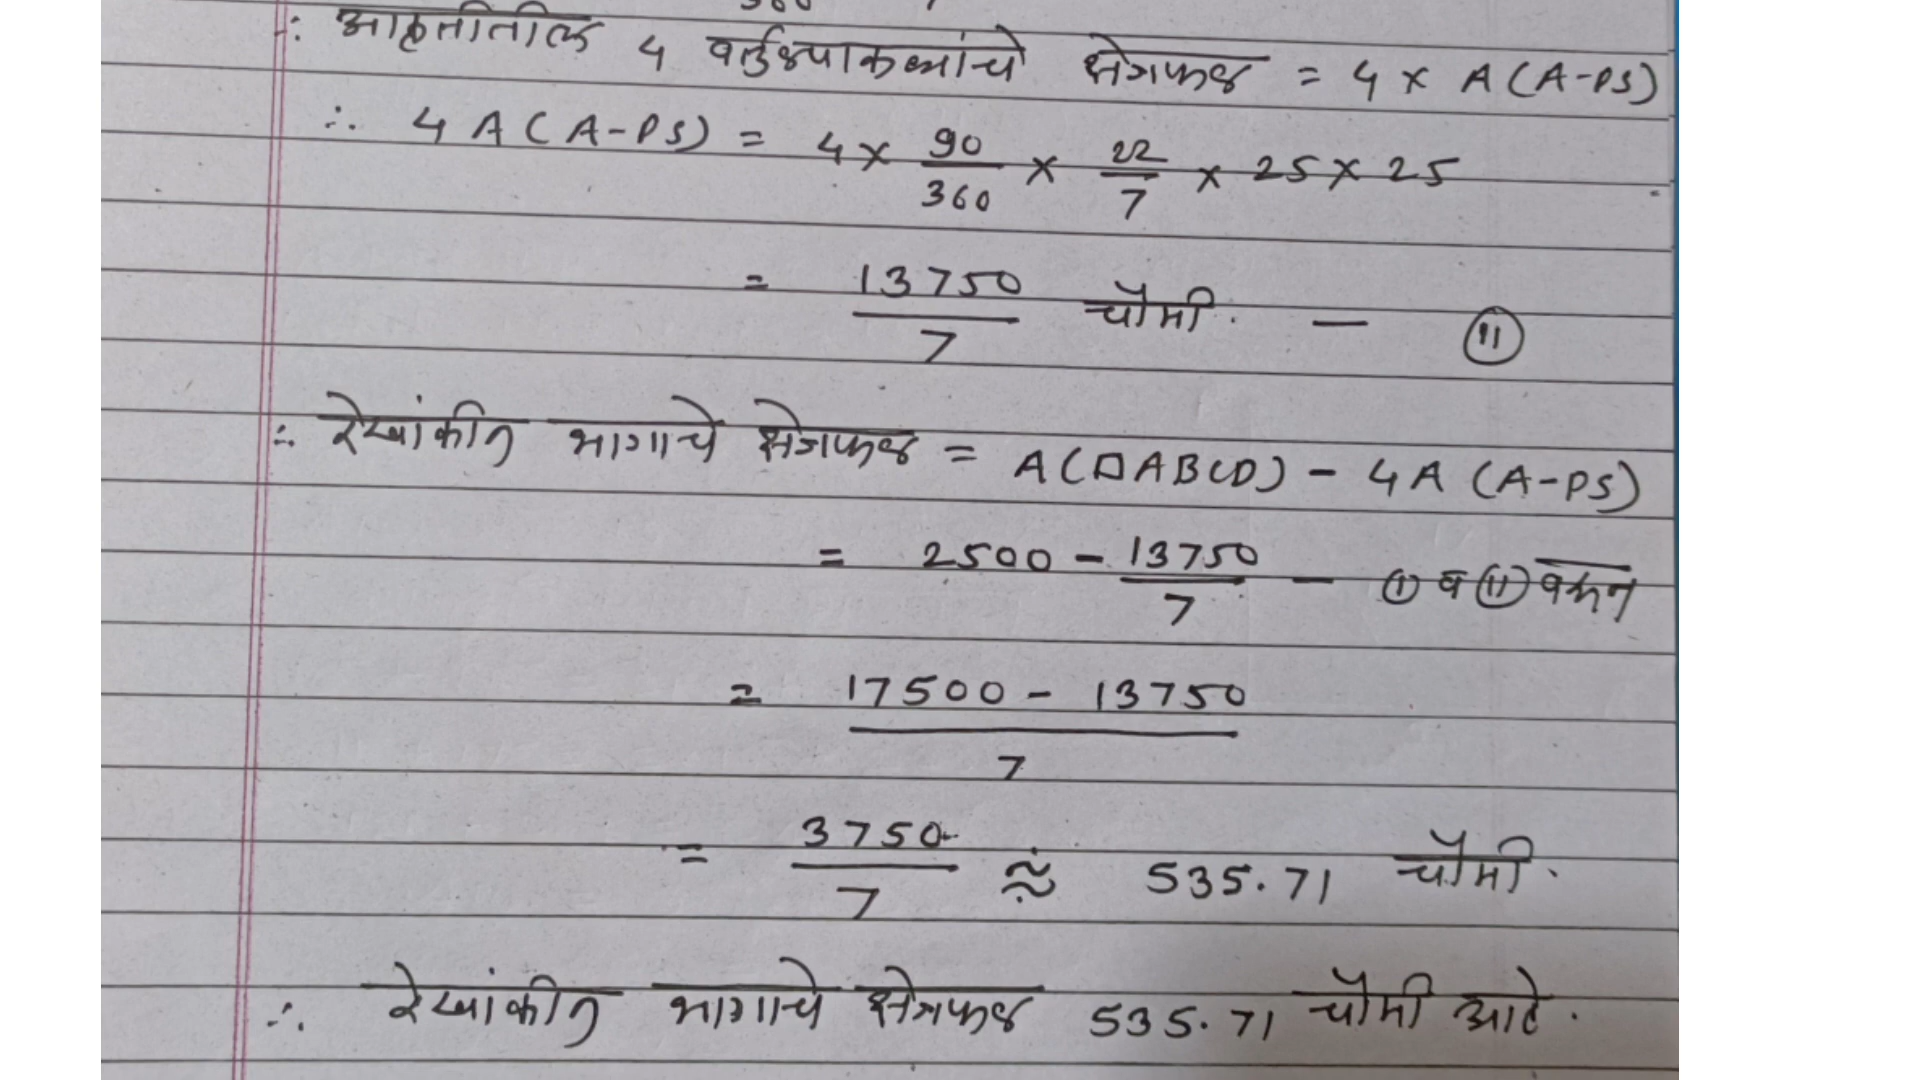 ∴ आकृतीतील 4 वर्तुळपाकळ्यांचे क्षेत्रफळ = 4 × A(A-PS)
∴ 4 A(A-PS) = 4 × 90/360 × 22/7 × 25 × 25
= 13750/7 चौमी. — (II)
∴ रेखांकीत भागाचे क्षेत्रफळ = A(□ABCD) - 4A (A-PS)
= 2500 - 13750/7 — (I) व (II) वरून
= 17500 - 13750 / 7
= 3750/7 ≈ 535.71 चौमी.
∴ रेखांकीत भागाचे क्षेत्रफळ 535.71 चौमी आहे.